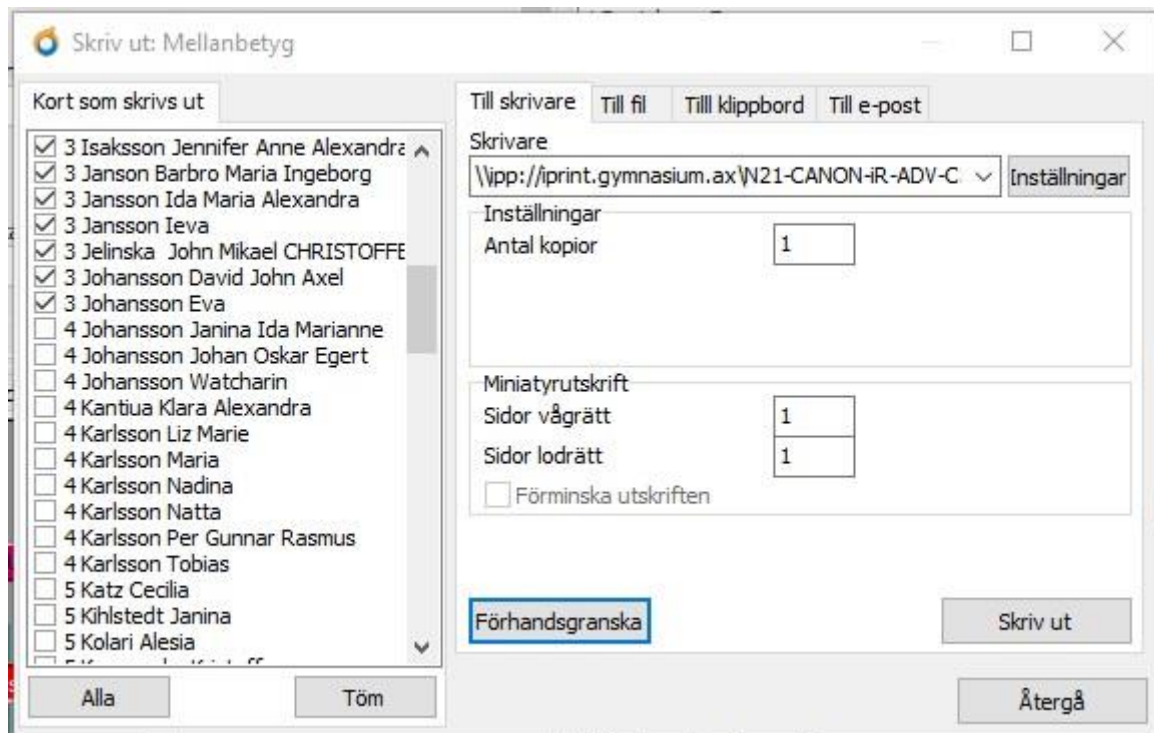 Skriv ut: Mellanbetyg
Kort som skrivs ut
3 Isaksson Jennifer Anne Alexandra
3 Janson Barbro Maria Ingeborg
3 Jansson Ida Maria Alexandra
3 Jansson Ieva
3 Jelinska John Mikael CHRISTOFFE
3 Johansson David John Axel
3 Johansson Eva
4 Johansson Janina Ida Marianne
4 Johansson Johan Oskar Egert
4 Johansson Watcharin
4 Kantiua Klara Alexandra
4 Karlsson Liz Marie
4 Karlsson Maria
4 Karlsson Nadina
4 Karlsson Natta
4 Karlsson Per Gunnar Rasmus
4 Karlsson Tobias
5 Katz Cecilia
5 Kihlstedt Janina
5 Kolari Alesia
Alla Töm
Till skrivare Till fil Tilll klippbord Till e-post
Skrivare
\\ipp://iprint.gymnasium.ax\N21-CANON-iR-ADV-C. Inställningar
Inställningar
Antal kopior 1
Miniatyrutskrift
Sidor vågrätt 1
Sidor lodrätt 1
Förminska utskriften
Förhandsgranska Skriv ut
Återgå